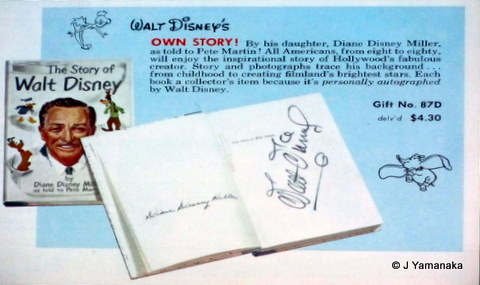 WALT DISNEY'S
OWN STORY! By his daughter, Diane Disney Miller,
as told to Pete Martin! All Americans, from eight to eighty,
will enjoy the inspirational story of Hollywood's fabulous
creator. Story and photographs trace his background ...
from childhood to creating filmland's brightest stars. Each
book a collector's item because it's personally autographed
by Walt Disney.
Gift No. 87D
delv'd $4.30
The Story of
Walt Disney
by
Diane Disney Mill
as told to Pete Mar
Diane Disney Miller
Walt Disney
© J Yamanaka